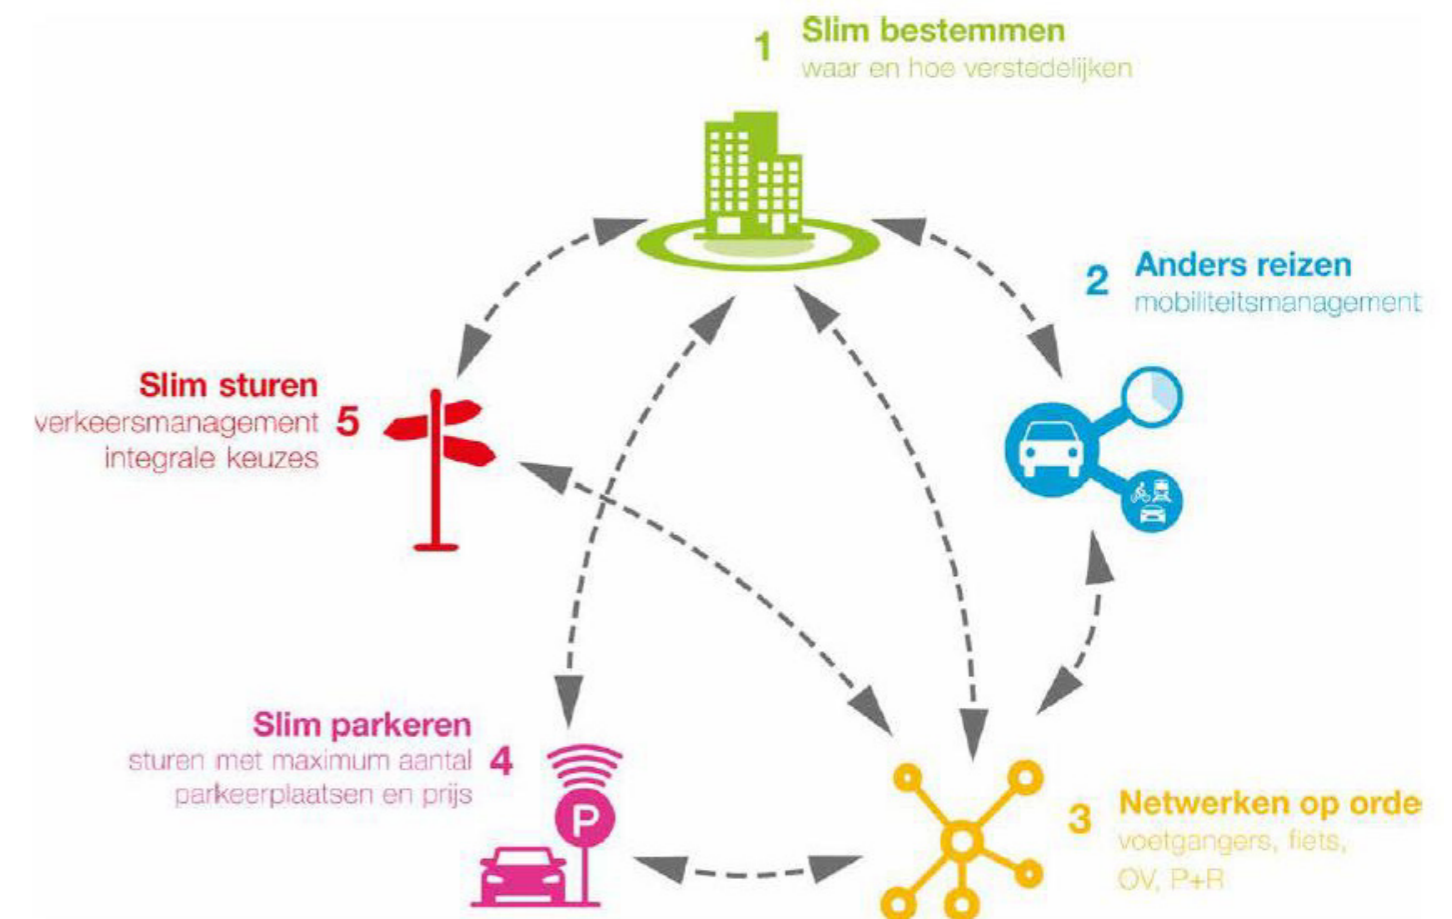 1 Slim bestemmen
waar en hoe verstedelijken
2 Anders reizen
mobiliteitsmanagement
Slim sturen
verkeersmanagement 5
integrale keuzes
Slim parkeren
sturen met maximum aantal 4
parkeerplaatsen en prijs
P
3 Netwerken op orde
voetgangers, fiets,
OV, P+R